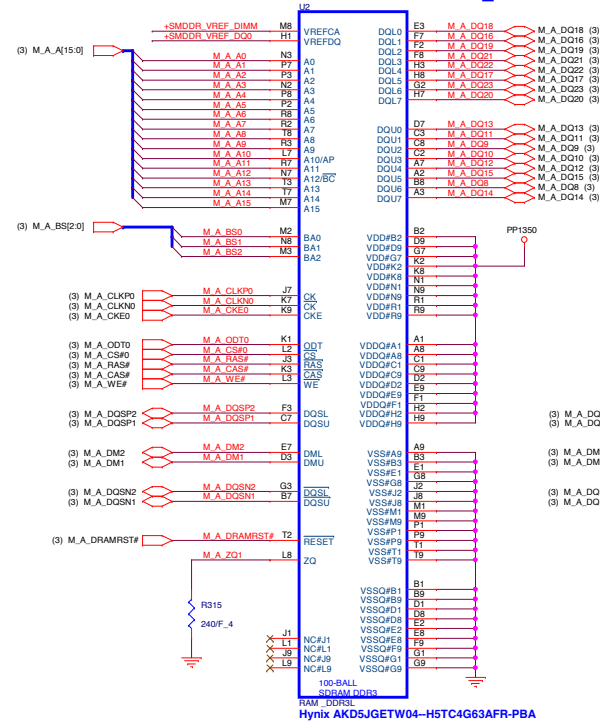 U2
+SMDDR_VREF_DIMM M8 VREFCA E3 DQL0 M_A_DQ18 M_A_DQ18 (3)
+SMDDR_VREF_DQ0 H1 VREFDQ F7 DQL1 M_A_DQ16 M_A_DQ16 (3)
F2 DQL2 M_A_DQ19 M_A_DQ19 (3)
(3) M_A_A[15:0] F8 DQL3 M_A_DQ21 M_A_DQ21 (3)
M_A_A0 N3 A0 H3 DQL4 M_A_DQ22 M_A_DQ22 (3)
M_A_A1 P7 A1 H8 DQL5 M_A_DQ17 M_A_DQ17 (3)
M_A_A2 P3 A2 G2 DQL6 M_A_DQ23 M_A_DQ23 (3)
M_A_A3 N2 A3 H7 DQL7 M_A_DQ20 M_A_DQ20 (3)
M_A_A4 P8 A4
M_A_A5 P2 A5
M_A_A6 R8 A6
M_A_A7 R2 A7 D7 DQU0 M_A_DQ13 M_A_DQ13 (3)
M_A_A8 T8 A8 C3 DQU1 M_A_DQ11 M_A_DQ11 (3)
M_A_A9 R3 A9 C8 DQU2 M_A_DQ9 M_A_DQ9 (3)
M_A_A10 L7 A10/AP C2 DQU3 M_A_DQ10 M_A_DQ10 (3)
M_A_A11 R7 A11 A7 DQU4 M_A_DQ12 M_A_DQ12 (3)
M_A_A12 N7 A12/BC A2 DQU5 M_A_DQ15 M_A_DQ15 (3)
M_A_A13 T3 A13 B8 DQU6 M_A_DQ8 M_A_DQ8 (3)
M_A_A14 T7 A14 A3 DQU7 M_A_DQ14 M_A_DQ14 (3)
M_A_A15 M7 A15
(3) M_A_BS[2:0]
M_A_BS0 M2 BA0 B2 VDD#B2 PP1350
M_A_BS1 N8 BA1 D9 VDD#D9
M_A_BS2 M3 BA2 G7 VDD#G7
K2 VDD#K2
K8 VDD#K8
N1 VDD#N1
(3) M_A_CLKP0 M_A_CLKP0 J7 CK N9 VDD#N9
(3) M_A_CLKN0 M_A_CLKN0 K7 CK R1 VDD#R1
(3) M_A_CKE0 M_A_CKE0 K9 CKE R9 VDD#R9
(3) M_A_ODT0 M_A_ODT0 K1 ODT A1 VDDQ#A1
(3) M_A_CS#0 M_A_CS#0 L2 CS A8 VDDQ#A8
(3) M_A_RAS# M_A_RAS# J3 RAS C1 VDDQ#C1
(3) M_A_CAS# M_A_CAS# K3 CAS C9 VDDQ#C9
(3) M_A_WE# M_A_WE# L3 WE D2 VDDQ#D2
E9 VDDQ#E9
F1 VDDQ#F1
(3) M_A_DQSP2 M_A_DQSP2 F3 DQSL H2 VDDQ#H2 (3) M_A_DQ
(3) M_A_DQSP1 M_A_DQSP1 C7 DQSU H9 VDDQ#H9 (3) M_A_DQ
(3) M_A_DM2 M_A_DM2 E7 DML A9 VSS#A9 (3) M_A_DM
(3) M_A_DM1 M_A_DM1 D3 DMU B3 VSS#B3 (3) M_A_DM
E1 VSS#E1
G8 VSS#G8
(3) M_A_DQSN2 M_A_DQSN2 G3 DQSL J2 VSS#J2 (3) M_A_DQ
(3) M_A_DQSN1 M_A_DQSN1 B7 DQSU J8 VSS#J8 (3) M_A_DQ
M1 VSS#M1
M9 VSS#M9
P1 VSS#P1
(3) M_A_DRAMRST# M_A_DRAMRST# T2 RESET P9 VSS#P9
T1 VSS#T1
M_A_ZQ1 L8 ZQ T9 VSS#T9
B1 VSSQ#B1
B9 VSSQ#B9
R315 D1 VSSQ#D1
D8 VSSQ#D8
240/F_4 E2 VSSQ#E2
J1 NC#J1 E8 VSSQ#E8
L1 NC#L1 F9 VSSQ#F9
J9 NC#J9 G1 VSSQ#G1
L9 NC#L9 G9 VSSQ#G9
100-BALL
SDRAM DDR3
RAM _DDR3L
Hynix AKD5JGETW04--H5TC4G63AFR-PBA